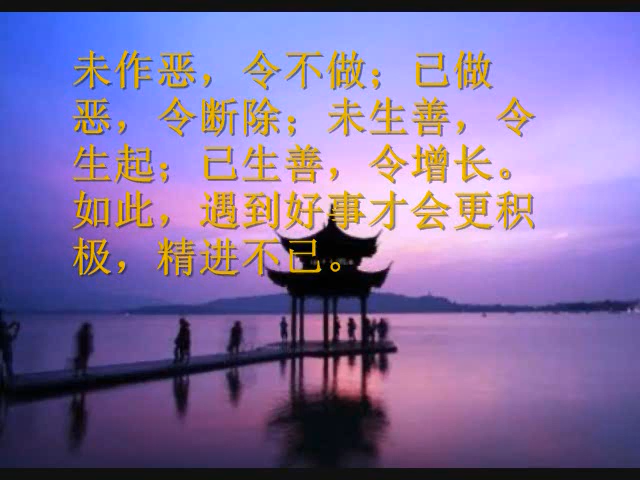 未作恶，令不做；已做
恶，令断除；未生善，令
生起；已生善，令增长。
如此，遇到好事才会更积
极，精进不已。